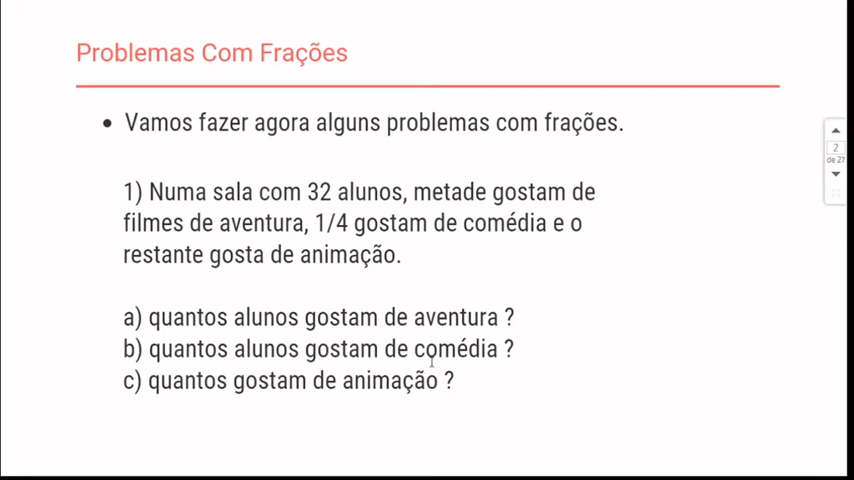 Problemas Com Frações
• Vamos fazer agora alguns problemas com frações.
1) Numa sala com 32 alunos, metade gostam de
filmes de aventura, 1/4 gostam de comédia e o
restante gosta de animação.
a) quantos alunos gostam de aventura ?
b) quantos alunos gostam de comédia ?
c) quantos gostam de animação ?
2
de 27